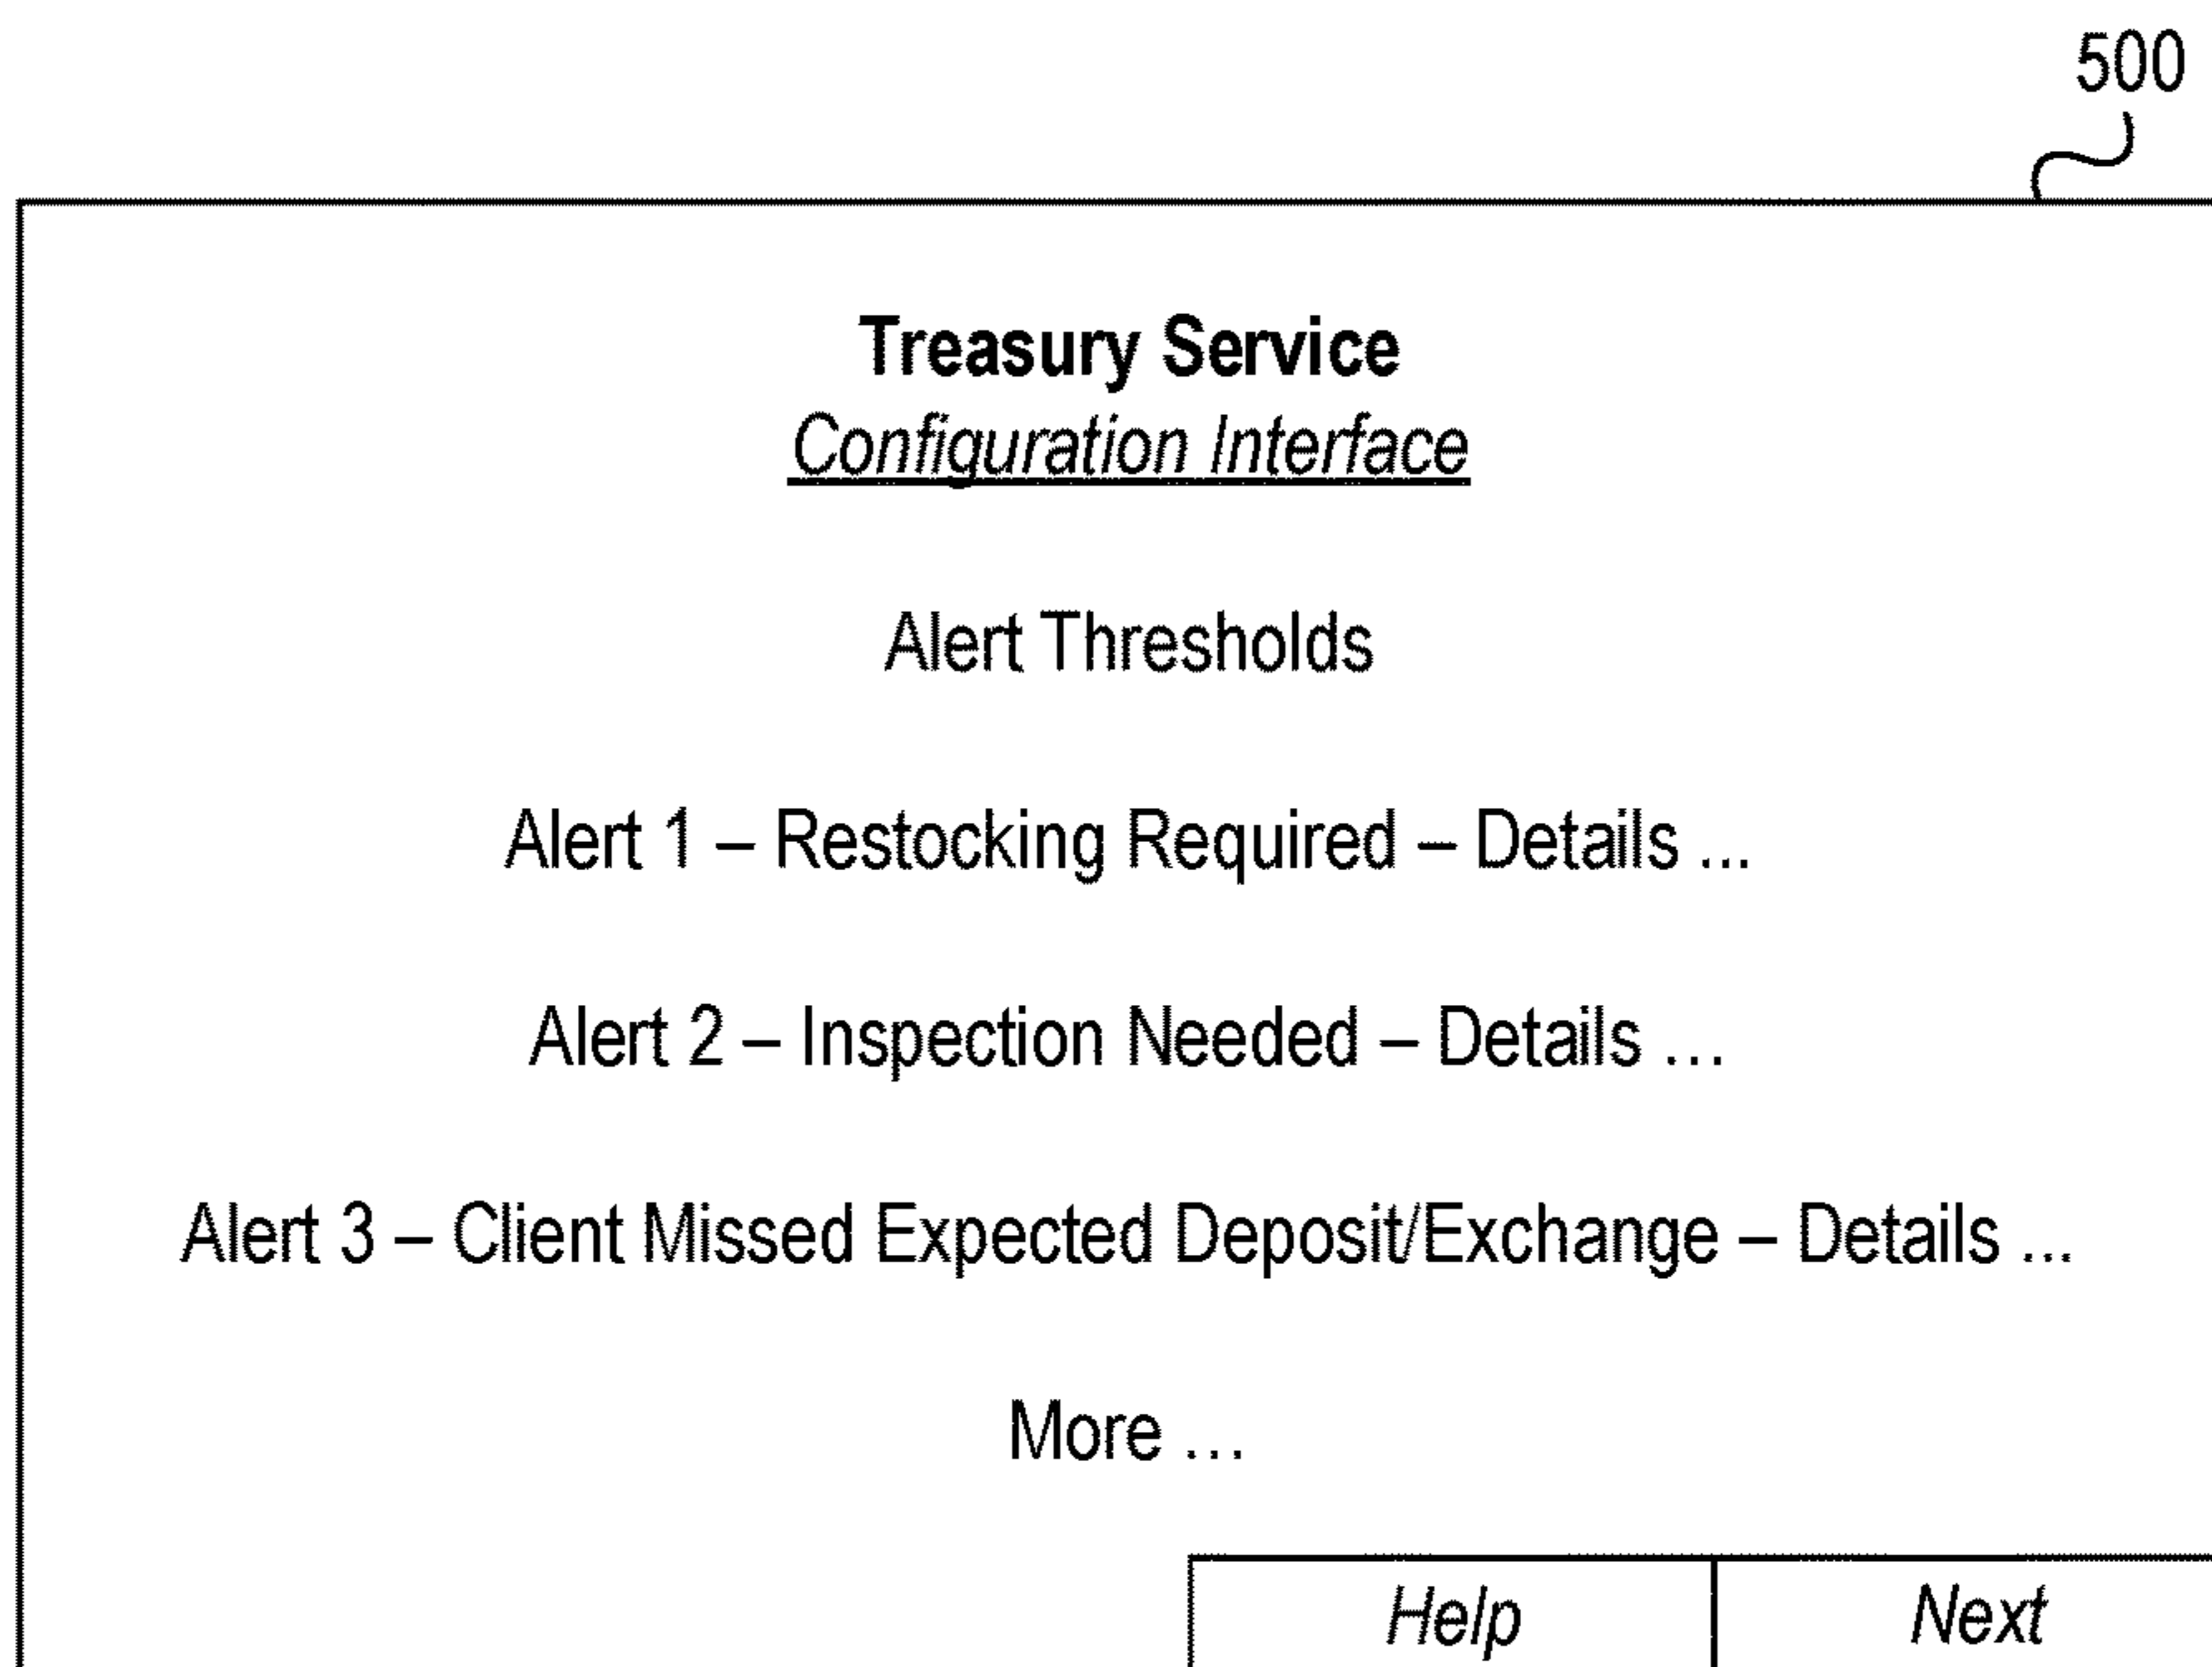 500
Treasury Service
Configuration Interface
Alert Thresholds
Alert 1 – Restocking Required – Details ...
Alert 2 – Inspection Needed – Details ...
Alert 3 – Client Missed Expected Deposit/Exchange – Details ...
More ...
Help Next